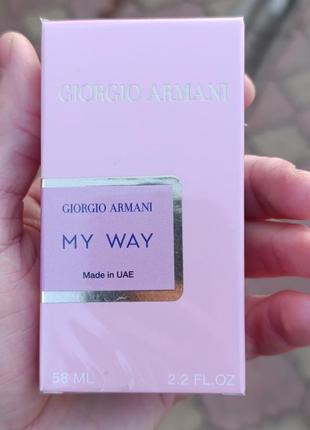 GIORGIO ARMANI
GIORGIO ARMANI
MY WAY
Made in UAE
58 ML 2.2 FL.OZ